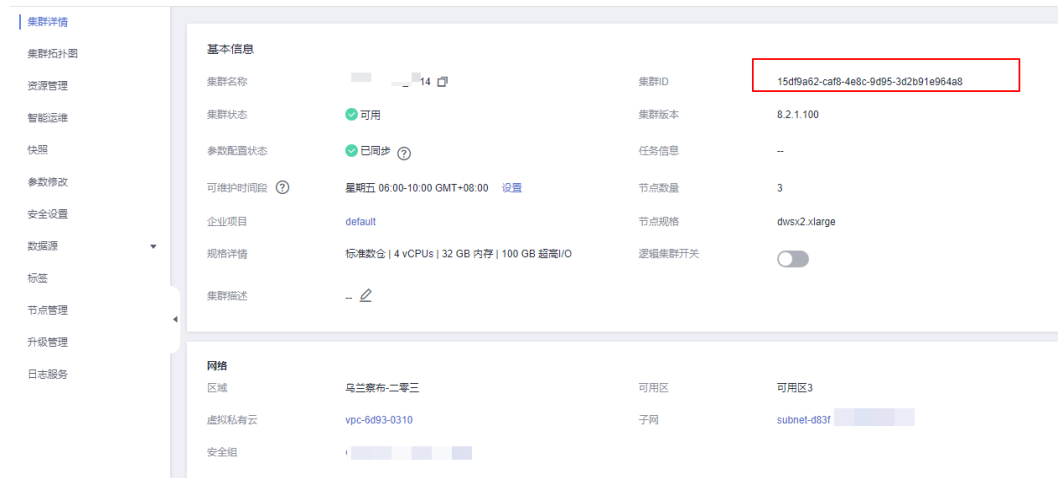 集群详情
集群拓扑图
资源管理
智能运维
快照
参数修改
安全设置
数据源
标签
节点管理
升级管理
日志服务
基本信息
集群名称 _ 14 集群ID 15df9a62-caf8-4e8c-9d95-3d2b91e964a8
集群状态 可用 集群版本 8.2.1.100
参数配置状态 已同步 ? 任务信息 --
可维护时间段 ? 星期五 06:00-10:00 GMT+08:00 设置 节点数量 3
企业项目 default 节点规格 dwsx2.xlarge
规格详情 标准数仓 | 4 vCPUs | 32 GB 内存 | 100 GB 超高I/O 逻辑集群开关
集群描述 --
网络
区域 乌兰察布-二零三 可用区 可用区3
虚拟私有云 vpc-6d93-0310 子网 subnet-d83f
安全组